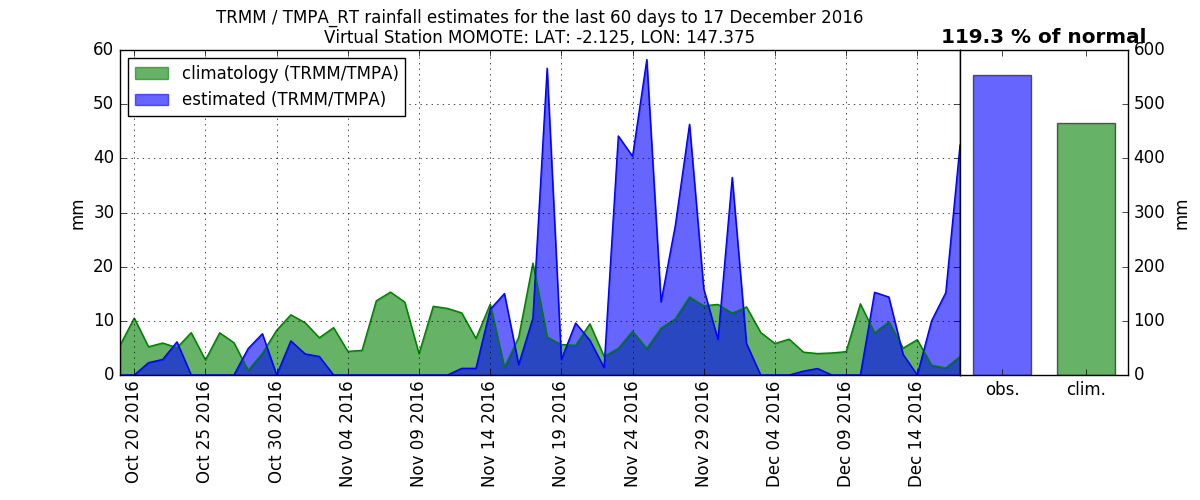 TRMM / TMPA_RT rainfall estimates for the last 60 days to 17 December 2016
Virtual Station MOMOTE: LAT: -2.125, LON: 147.375
119.3 % of normal
climatology (TRMM/TMPA)
estimated (TRMM/TMPA)
60
50
40
30
20
10
0
mm
600
500
400
300
200
100
0
mm
Oct 20 2016
Oct 25 2016
Oct 30 2016
Nov 04 2016
Nov 09 2016
Nov 14 2016
Nov 19 2016
Nov 24 2016
Nov 29 2016
Dec 04 2016
Dec 09 2016
Dec 14 2016
obs.
clim.